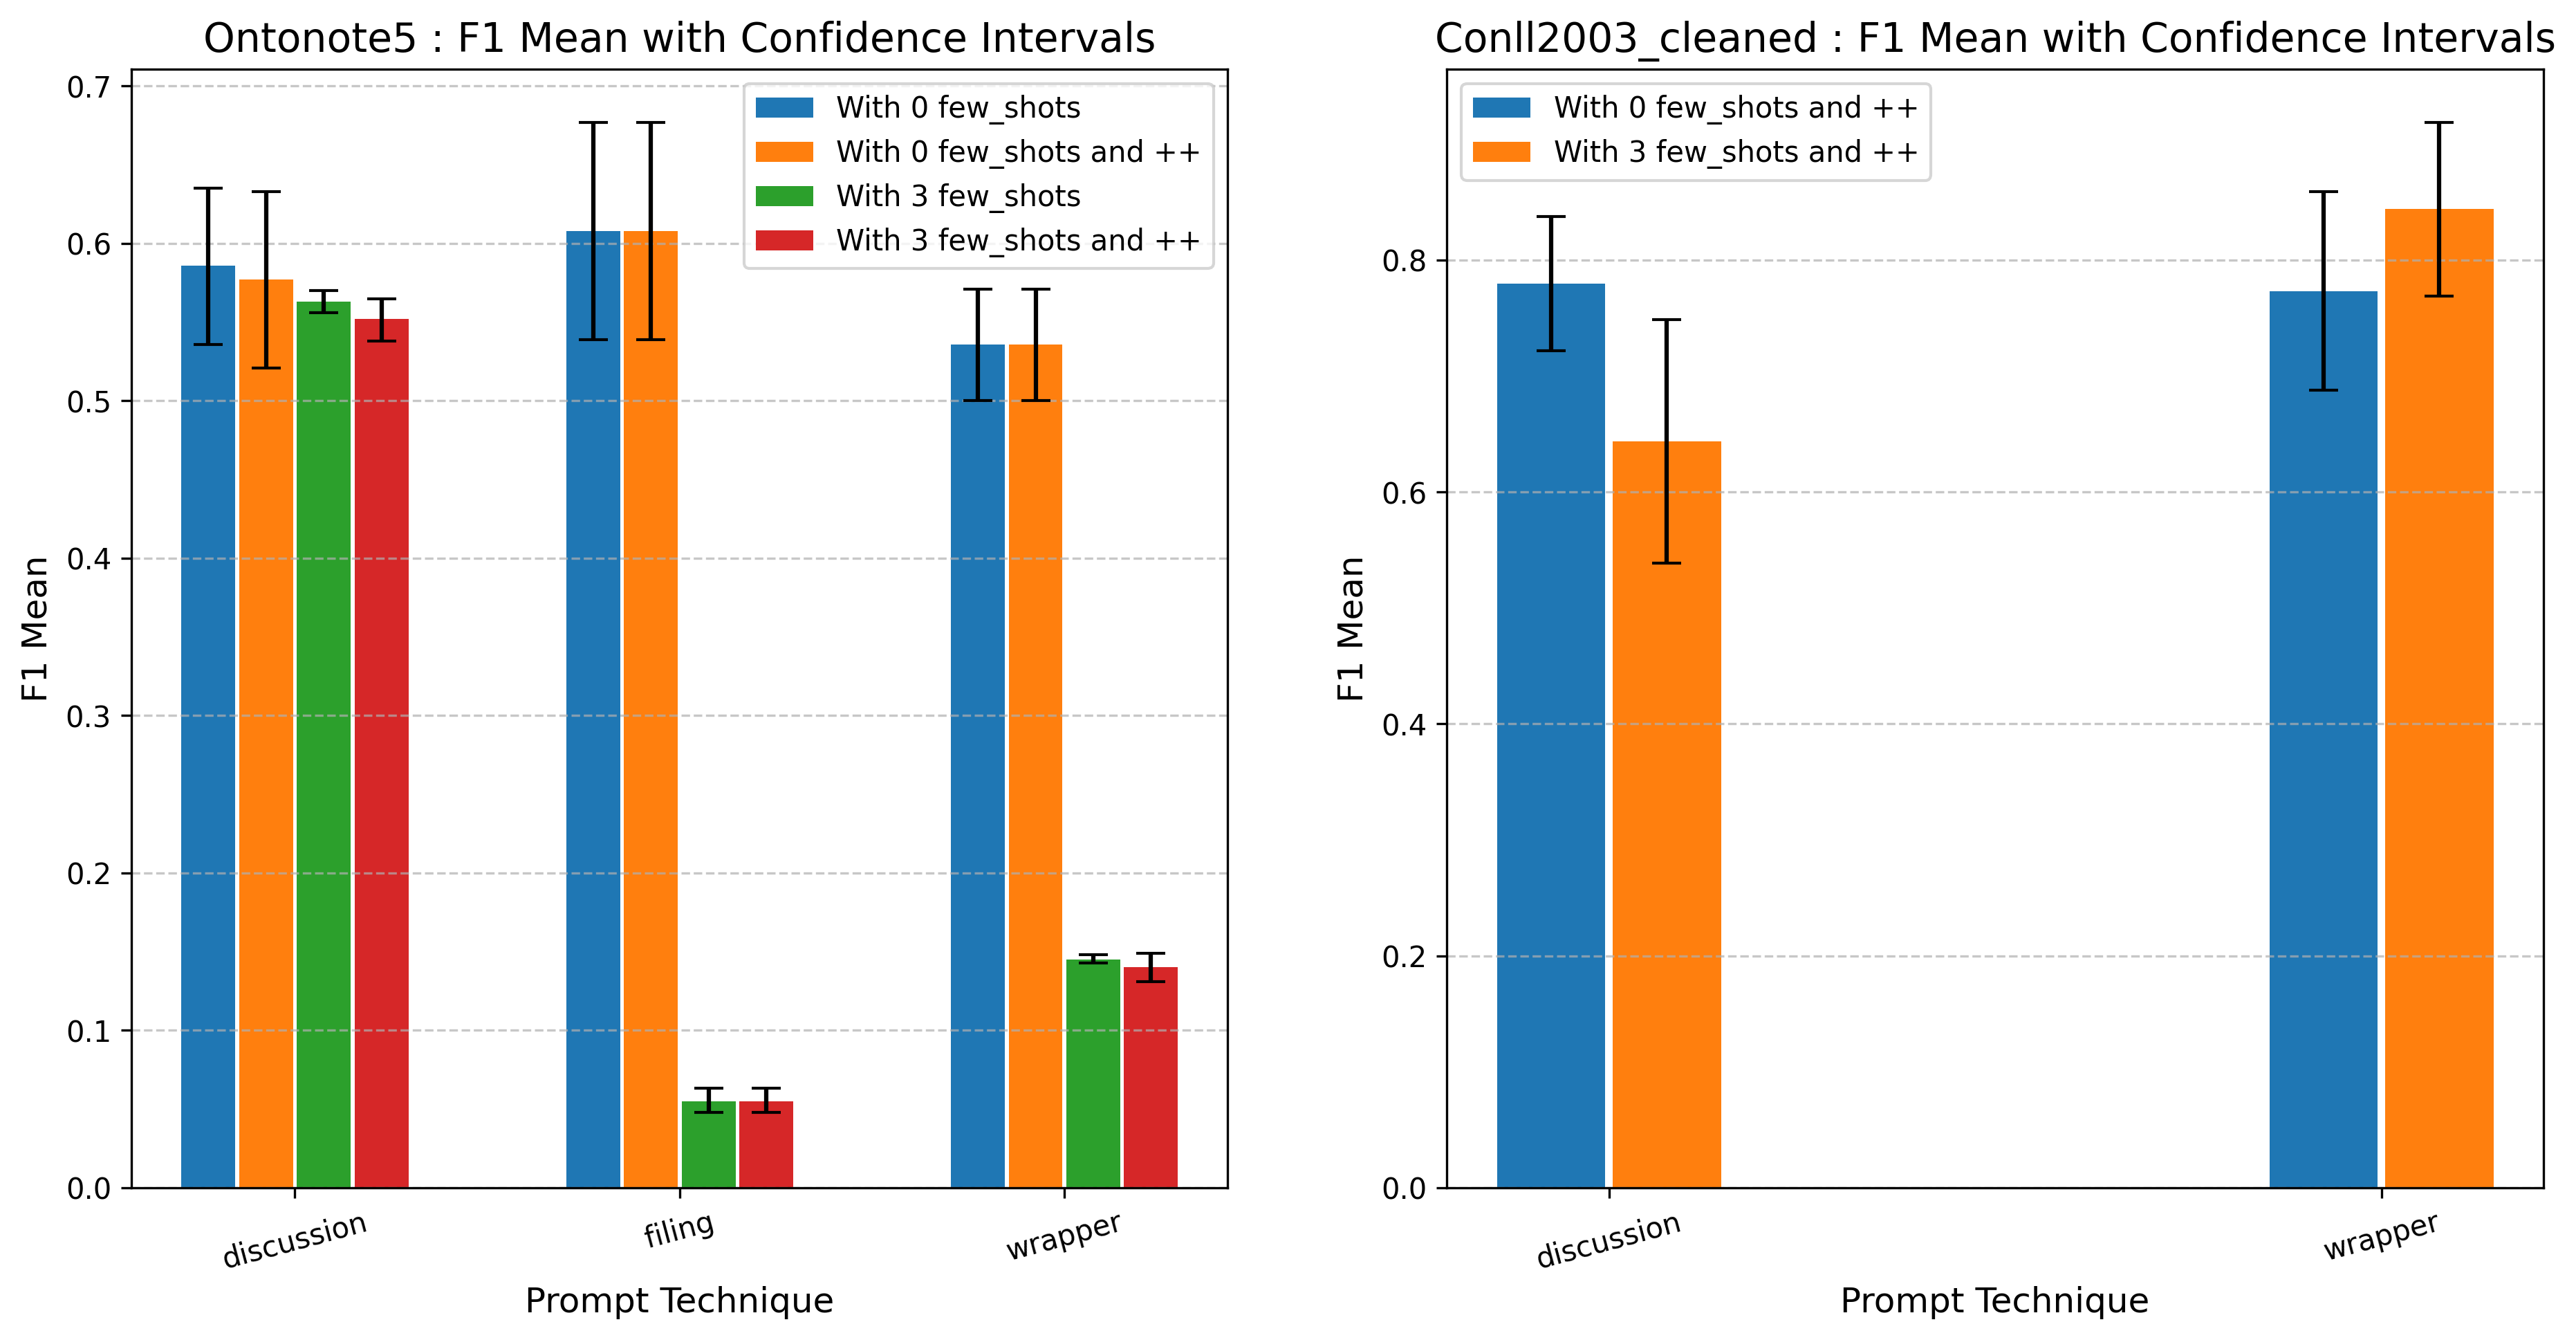 Ontonote5 : F1 Mean with Confidence Intervals
With 0 few_shots
With 0 few_shots and ++
With 3 few_shots
With 3 few_shots and ++
F1 Mean
0.7
0.6
0.5
0.4
0.3
0.2
0.1
0.0
discussion
filing
wrapper
Prompt Technique
Conll2003_cleaned : F1 Mean with Confidence Intervals
With 0 few_shots and ++
With 3 few_shots and ++
F1 Mean
0.8
0.6
0.4
0.2
0.0
discussion
wrapper
Prompt Technique